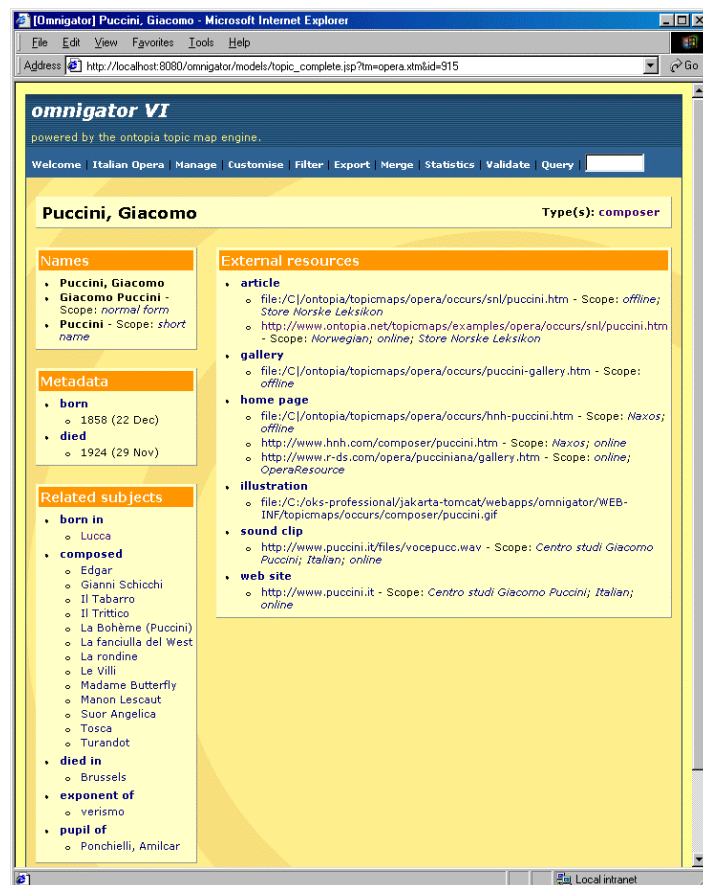 [Omnigator] Puccini, Giacomo - Microsoft Internet Explorer
File Edit View Favorites Tools Help
Address http://localhost:8080/omnigator/models/topic_complete.jsp?tm=opera.xtm&id=915 Go
omnigator VI
powered by the ontopia topic map engine.
Welcome | Italian Opera | Manage | Customise | Filter | Export | Merge | Statistics | Validate | Query |
Puccini, Giacomo
Type(s): composer
Names
Puccini, Giacomo
Giacomo Puccini -
Scope: normal form
Puccini - Scope: short
name
Metadata
born
1858 (22 Dec)
died
1924 (29 Nov)
Related subjects
born in
Lucca
composed
Edgar
Gianni Schicchi
Il Tabarro
Il Trittico
La Bohème (Puccini)
La fanciulla del West
La rondine
Le Villi
Madame Butterfly
Manon Lescaut
Suor Angelica
Tosca
Turandot
died in
Brussels
exponent of
verismo
pupil of
Ponchielli, Amilcar
External resources
article
file:/C|/ontopia/topicmaps/opera/occurs/snl/puccini.htm - Scope: offline;
Store Norske Leksikon
http://www.ontopia.net/topicmaps/examples/opera/occurs/snl/puccini.htm
- Scope: Norwegian; online; Store Norske Leksikon
gallery
file:/C|/ontopia/topicmaps/opera/occurs/puccini-gallery.htm - Scope:
offline
home page
file:/C|/ontopia/topicmaps/opera/occurs/hnh-puccini.htm - Scope: Naxos;
offline
http://www.hnh.com/composer/puccini.htm - Scope: Naxos; online
http://www.r-ds.com/opera/pucciniana/gallery.htm - Scope: online;
OperaResource
illustration
file:/C:/oks-professional/jakarta-tomcat/webapps/omnigator/WEB-
INF/topicmaps/occurs/composer/puccini.gif
sound clip
http://www.puccini.it/files/vocepucc.wav - Scope: Centro studi Giacomo
Puccini; Italian; online
web site
http://www.puccini.it - Scope: Centro studi Giacomo Puccini; Italian;
online
Local intranet